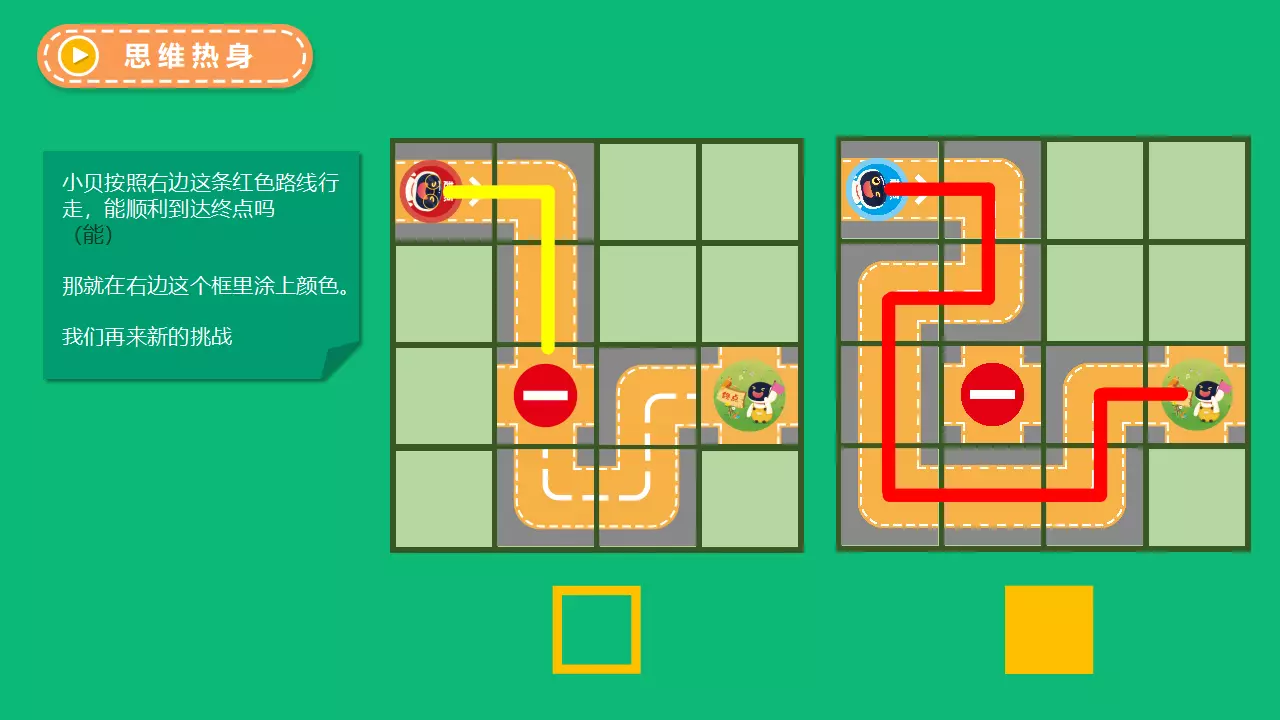 思维热身
小贝按照右边这条红色路线行
走，能顺利到达终点吗
（能）
那就在右边这个框里涂上颜色。
我们再来新的挑战
终点